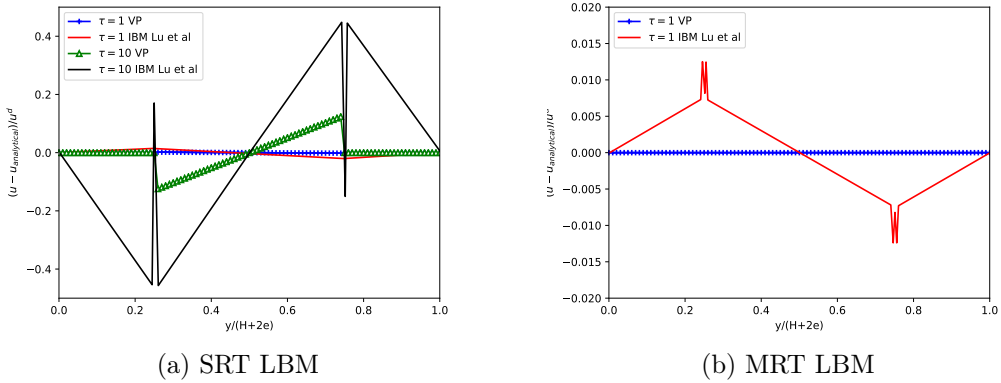 τ = 1 VP
τ = 1 IBM Lu et al
τ = 10 VP
τ = 10 IBM Lu et al
0.4
0.2
0.0
−0.2
−0.4
(u − u_analytical)/u^d
0.0 0.2 0.4 0.6 0.8 1.0
y/(H+2e)
(a) SRT LBM
τ = 1 VP
τ = 1 IBM Lu et al
0.020
0.015
0.010
0.005
0.000
−0.005
−0.010
−0.015
−0.020
(u − u_analytical)/u
0.0 0.2 0.4 0.6 0.8 1.0
y/(H+2e)
(b) MRT LBM